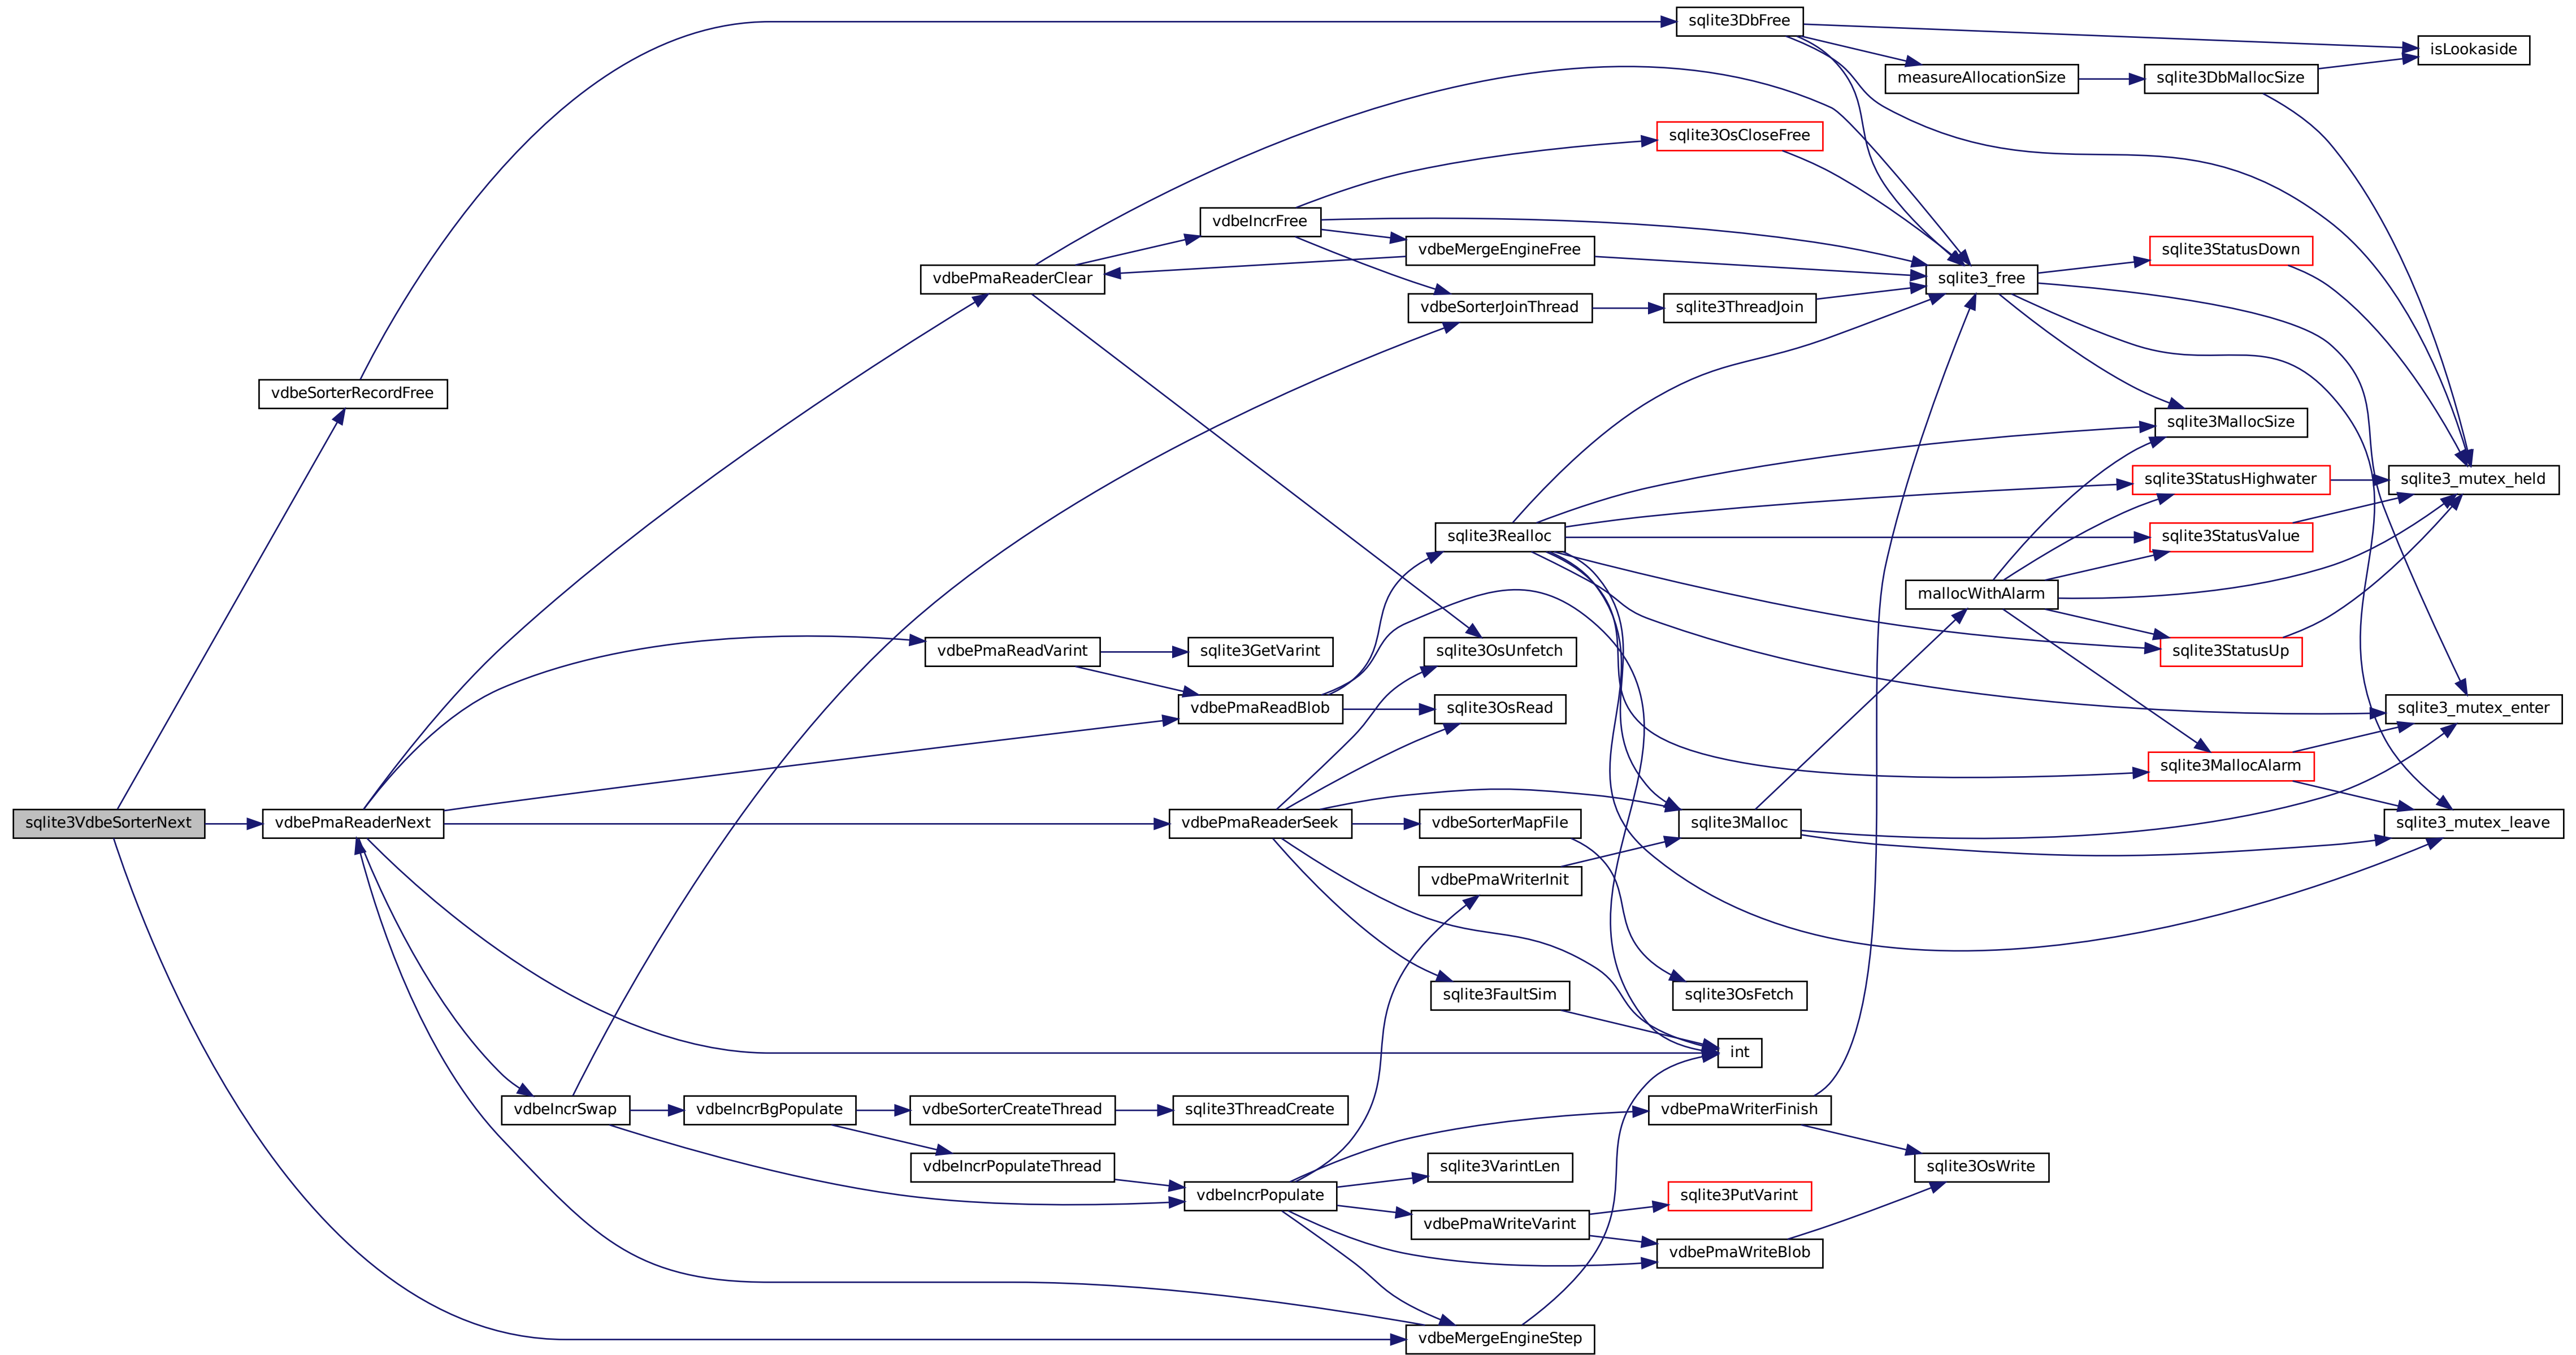 sqlite3DbFree
isLookaside
measureAllocationSize
sqlite3DbMallocSize
sqlite3OsCloseFree
vdbeIncrFree
vdbeMergeEngineFree
sqlite3StatusDown
vdbePmaReaderClear
sqlite3_free
vdbeSorterJoinThread
sqlite3ThreadJoin
vdbeSorterRecordFree
sqlite3MallocSize
sqlite3StatusHighwater
sqlite3_mutex_held
sqlite3Realloc
sqlite3StatusValue
mallocWithAlarm
vdbePmaReadVarint
sqlite3GetVarint
sqlite3OsUnfetch
sqlite3StatusUp
vdbePmaReadBlob
sqlite3OsRead
sqlite3_mutex_enter
sqlite3MallocAlarm
sqlite3VdbeSorterNext
vdbePmaReaderNext
vdbePmaReaderSeek
vdbeSorterMapFile
sqlite3Malloc
sqlite3_mutex_leave
vdbePmaWriterInit
sqlite3FaultSim
sqlite3OsFetch
int
vdbeIncrSwap
vdbeIncrBgPopulate
vdbeSorterCreateThread
sqlite3ThreadCreate
vdbePmaWriterFinish
vdbeIncrPopulateThread
sqlite3VarintLen
sqlite3OsWrite
vdbeIncrPopulate
sqlite3PutVarint
vdbePmaWriteVarint
vdbePmaWriteBlob
vdbeMergeEngineStep